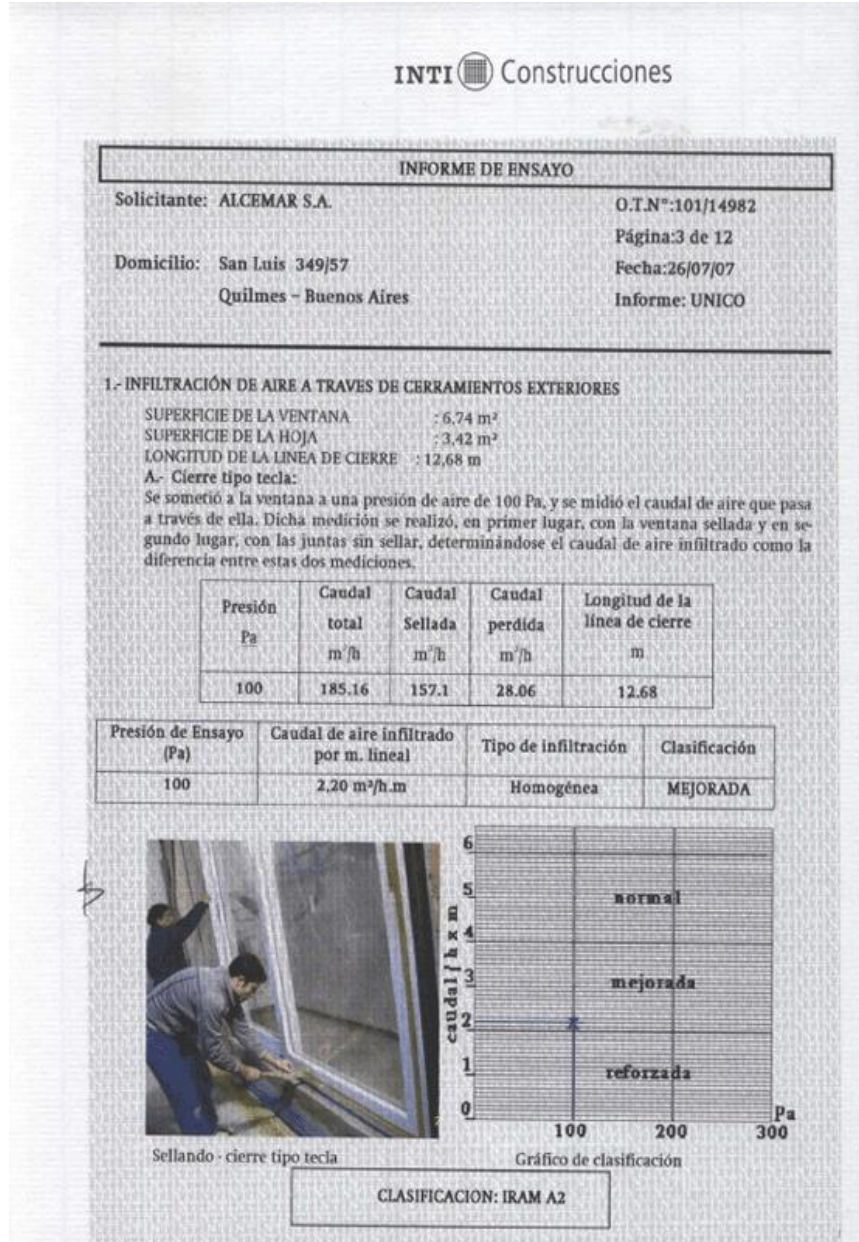 INTI Construcciones
INFORME DE ENSAYO
Solicitante: ALCEMAR S.A.
O.T.Nº:101/14982
Página:3 de 12
Domicilio: San Luis 349/57
Fecha:26/07/07
Quilmes - Buenos Aires
Informe: UNICO
1.- INFILTRACIÓN DE AIRE A TRAVES DE CERRAMIENTOS EXTERIORES
SUPERFICIE DE LA VENTANA : 6,74 m²
SUPERFICIE DE LA HOJA : 3,42 m²
LONGITUD DE LA LINEA DE CIERRE : 12,68 m
A.- Cierre tipo tecla:
Se sometió a la ventana a una presión de aire de 100 Pa, y se midió el caudal de aire que pasa
a través de ella. Dicha medición se realizó, en primer lugar, con la ventana sellada y en se-
gundo lugar, con las juntas sin sellar, determinándose el caudal de aire infiltrado como la
diferencia entre estas dos mediciones.
Presión Caudal Caudal Caudal Longitud de la
Pa total Sellada perdida línea de cierre
m³/h m³/h m³/h m
100 185.16 157.1 28.06 12.68
Presión de Ensayo Caudal de aire infiltrado Tipo de infiltración Clasificación
(Pa) por m. lineal
100 2,20 m³/h.m Homogénea MEJORADA
6
5
4
3
2
1
0
caudal / h x m
normal
mejorada
reforzada
100 200 300
Pa
Sellando - cierre tipo tecla
Gráfico de clasificación
CLASIFICACION: IRAM A2